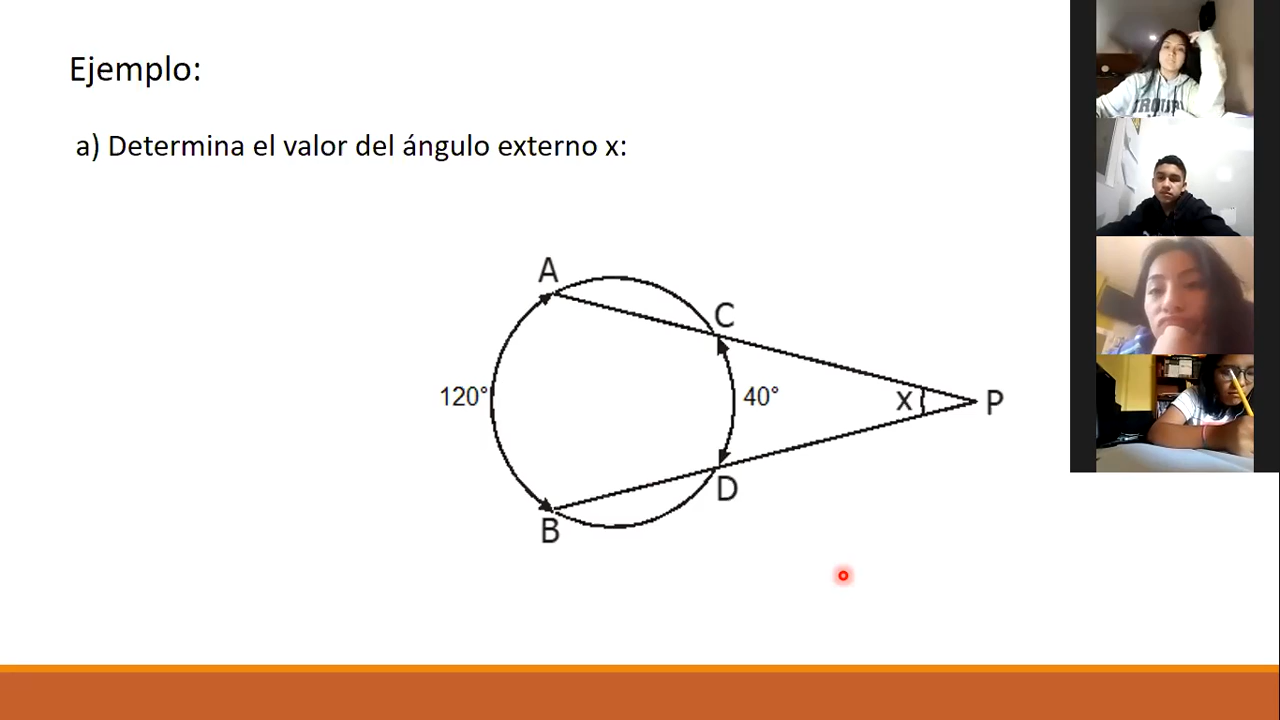 Ejemplo:
a) Determina el valor del ángulo externo x:
A
C
120°
40°
x
P
D
B